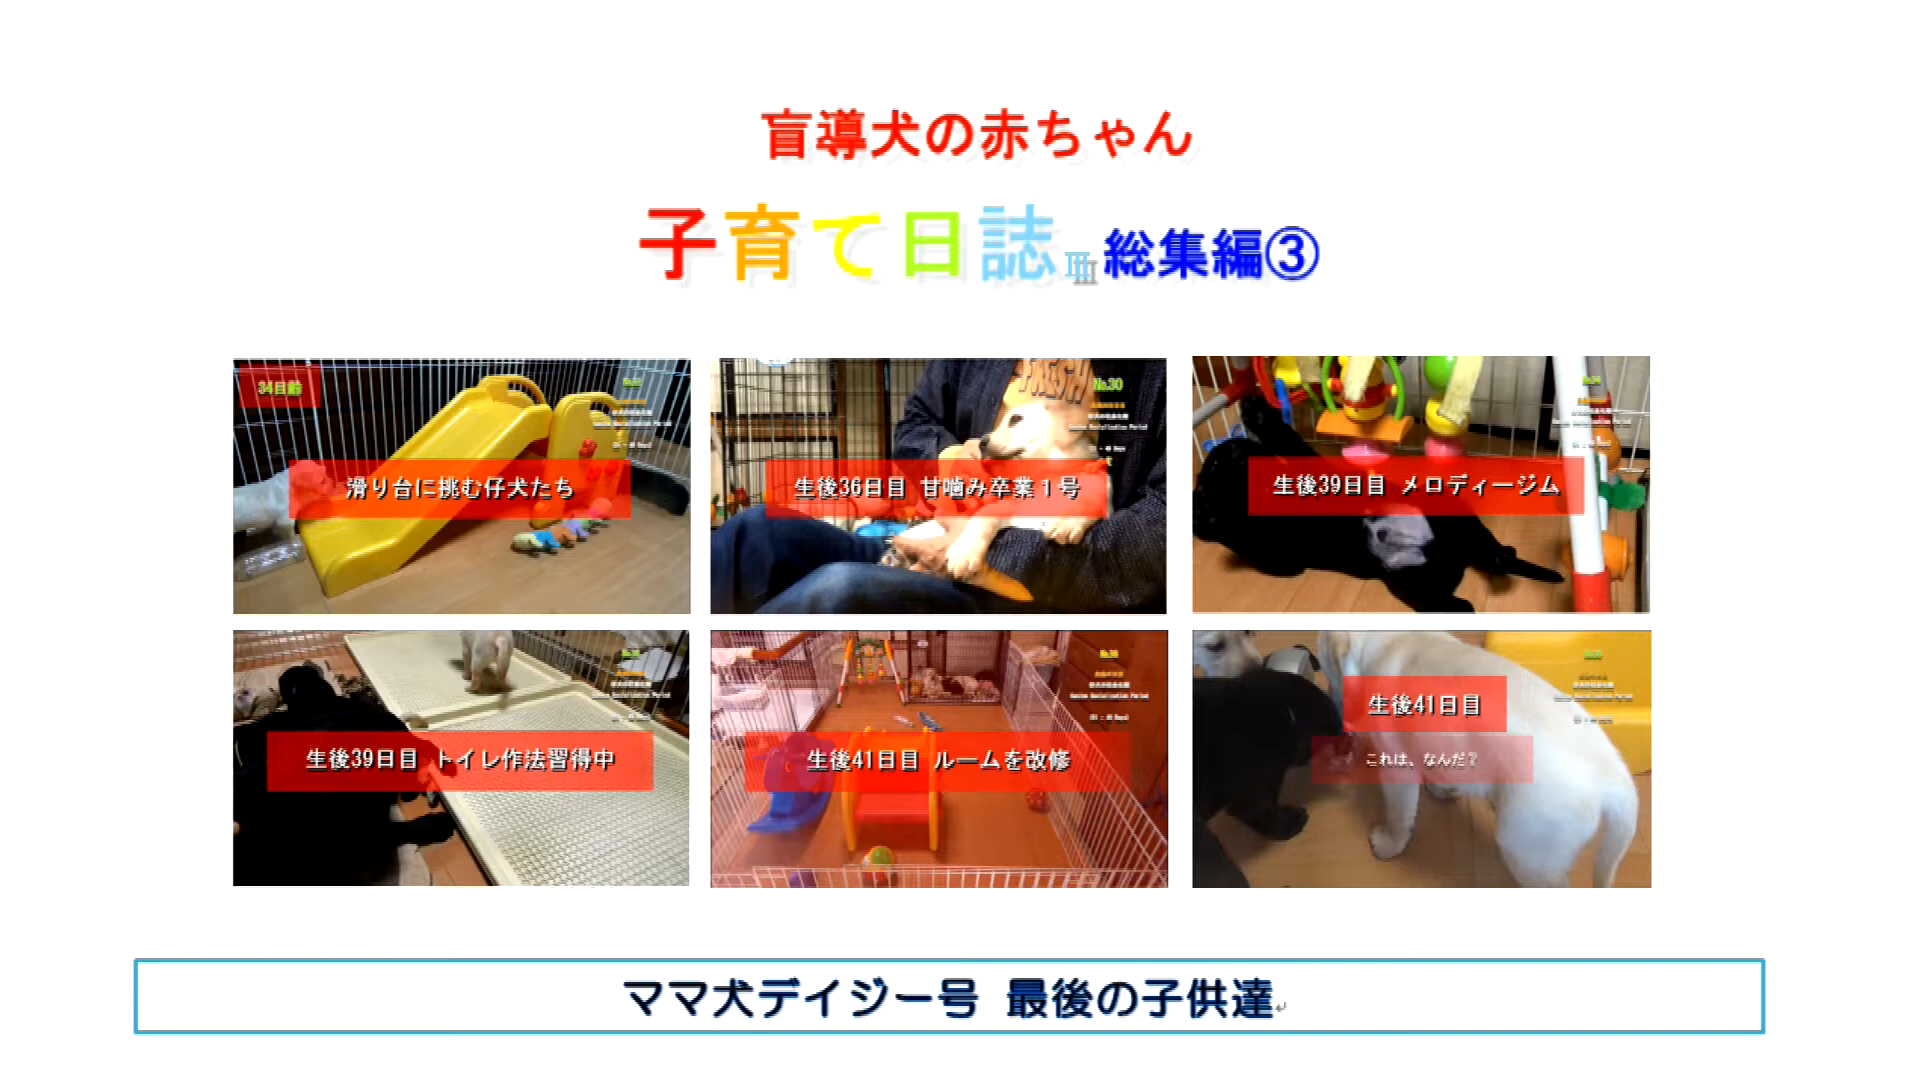 盲導犬の赤ちゃん
子育て日誌Ⅲ総集編③
34日齢
滑り台に挑む仔犬たち
No.30
生後36日目 甘噛み卒業1号
生後39日目 メロディージム
生後39日目 トイレ作法習得中
生後41日目 ルームを改修
生後41日目
これは、なんだ?
ママ犬デイジー号 最後の子供達